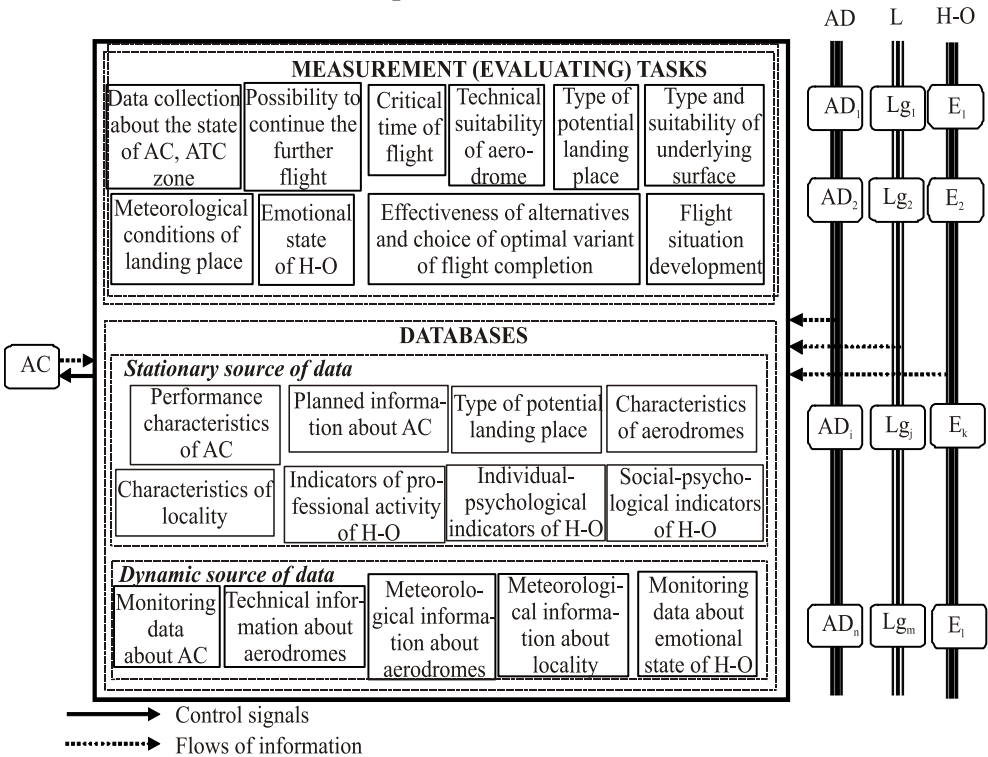 AD L H-O
MEASUREMENT (EVALUATING) TASKS
Data collection
about the state
of AC, ATC
zone
Possibility to
continue the
further
flight
Critical
time of
flight
Technical
suitability
of aero-
drome
Type of
potential
landing
place
Type and
suitability of
underlying
surface
AD1 Lg1 E1
Meteorological
conditions of
landing place
Emotional
state
of H-O
Effectiveness of alternatives
and choice of optimal variant
of flight completion
Flight
situation
development
AD2 Lg2 E2
DATABASES
AC
Stationary source of data
Performance
characteristics
of AC
Planned informa-
tion about AC
Type of potential
landing place
Characteristics
of aerodromes
ADi Lgj Ek
Characteristics of
locality
Indicators of pro-
fessional activity
of H-O
Individual-
psychological
indicators of H-O
Social-psycho-
logical indicators
of H-O
Dynamic source of data
Monitoring
data
about AC
Technical infor-
mation about
aerodromes
Meteorolo-
gical informa-
tion about
aerodromes
Meteorologi-
cal informa-
tion about
locality
Monitoring
data about
emotional
state of H-O
ADn Lgm El
Control signals
Flows of information